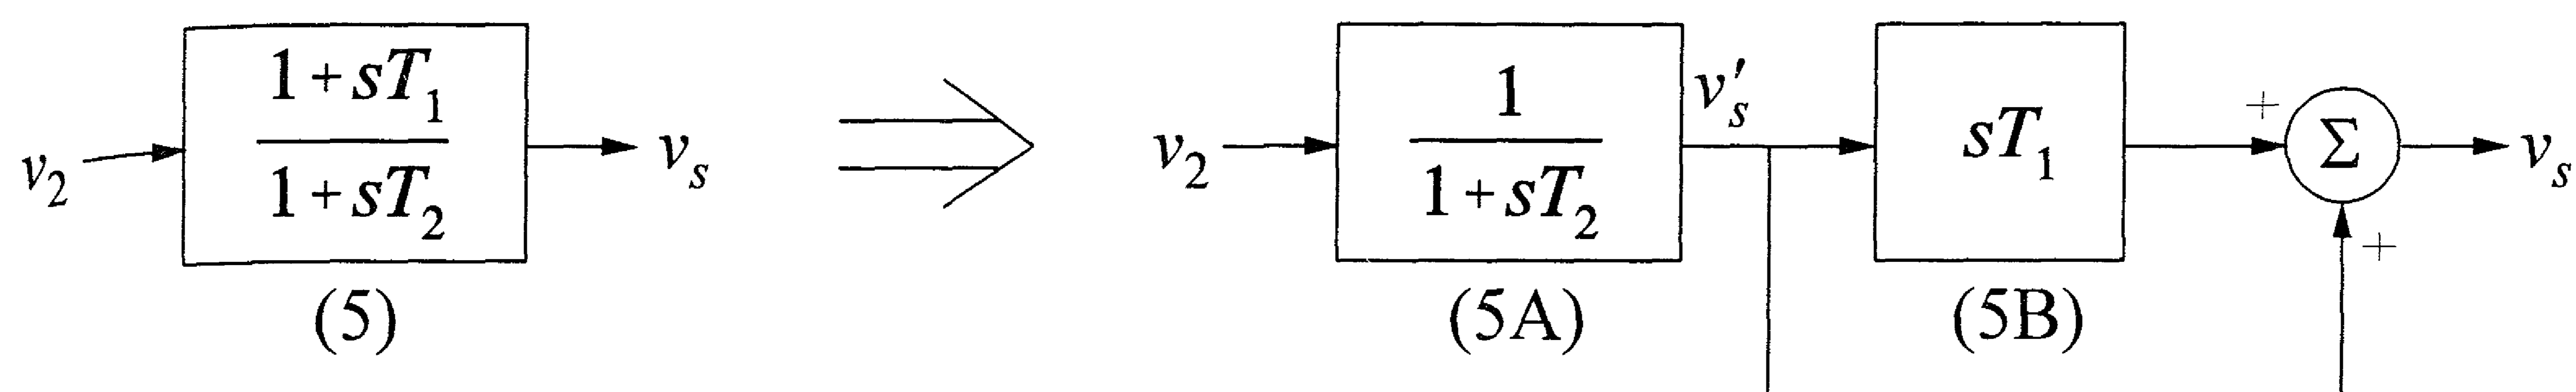 v₂
1+sT₁
1+sT₂
vₛ
(5)
v₂
1
1+sT₂
(5A)
v′ₛ
sT₁
(5B)
+
Σ
+
vₛ